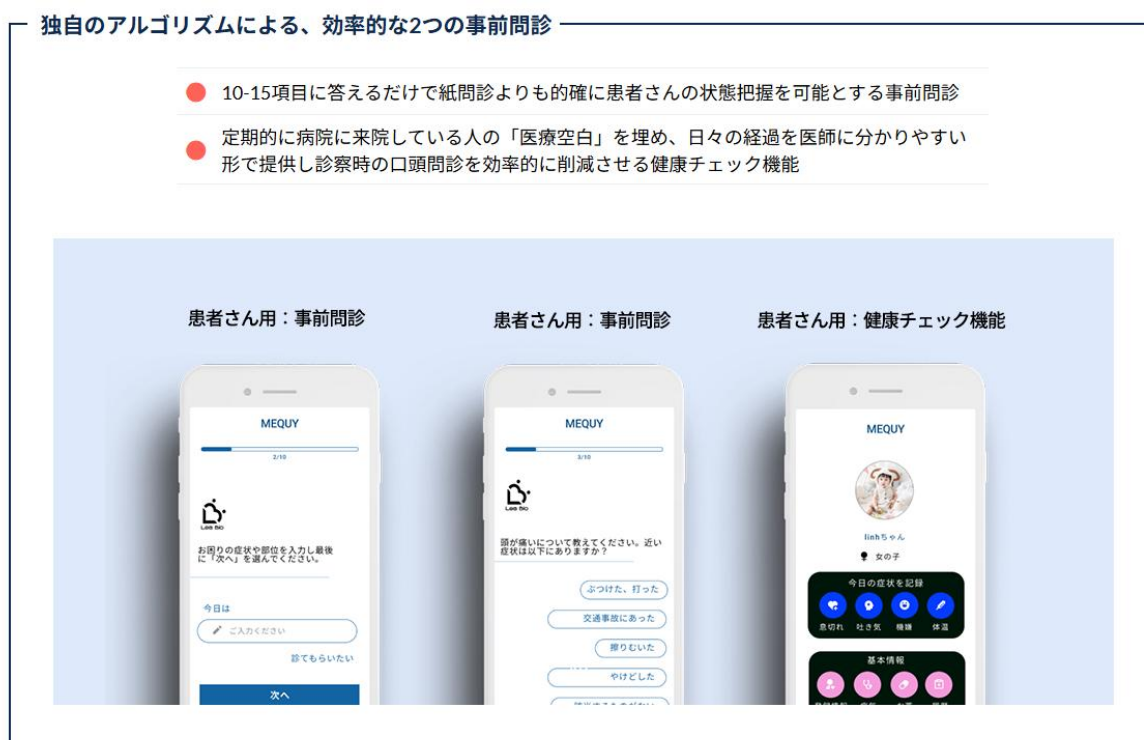 独自のアルゴリズムによる、効率的な2つの事前問診
10-15項目に答えるだけで紙問診よりも的確に患者さんの状態把握を可能とする事前問診
定期的に病院に来院している人の「医療空白」を埋め、日々の経過を医師に分かりやすい
形で提供し診察時の口頭問診を効率的に削減させる健康チェック機能
患者さん用：事前問診
MEQUY
2/10
お困りの症状や部位を入力し最後
に「次へ」を選んでください。
今日は
ご入力ください
診てもらいたい
次へ
患者さん用：事前問診
MEQUY
3/10
頭が痛いについて教えてください。近い
症状は以下にありますか？
ぶつけた、打った
交通事故にあった
擦りむいた
やけどした
患者さん用：健康チェック機能
MEQUY
linhちゃん
女の子
今日の症状を記録
息切れ 吐き気 機嫌 体温
基本情報